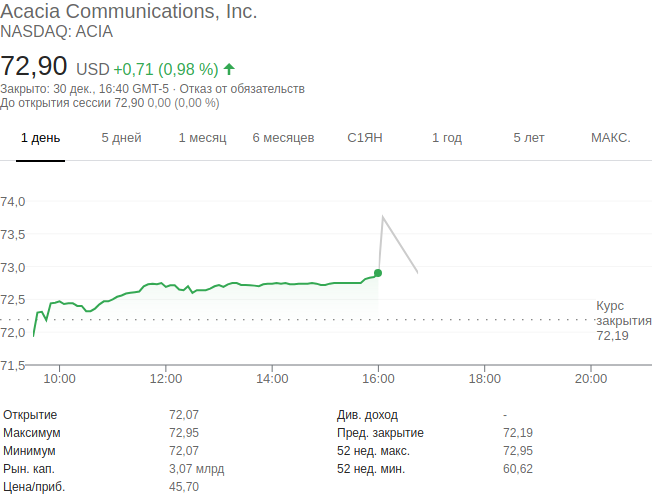 Acacia Communications, Inc.
NASDAQ: ACIA
72,90 USD +0,71 (0,98 %)
Закрыто: 30 дек., 16:40 GMT-5 · Отказ от обязательств
До открытия сессии 72,90 0,00 (0,00 %)
1 день 5 дней 1 месяц 6 месяцев С1ЯН 1 год 5 лет МАКС.
74,0
73,5
73,0
72,5
72,0
71,5
Курс
закрытия
72,19
10:00 12:00 14:00 16:00 18:00 20:00
Открытие 72,07 Див. доход -
Максимум 72,95 Пред. закрытие 72,19
Минимум 72,07 52 нед. макс. 72,95
Рын. кап. 3,07 млрд 52 нед. мин. 60,62
Цена/приб. 45,70